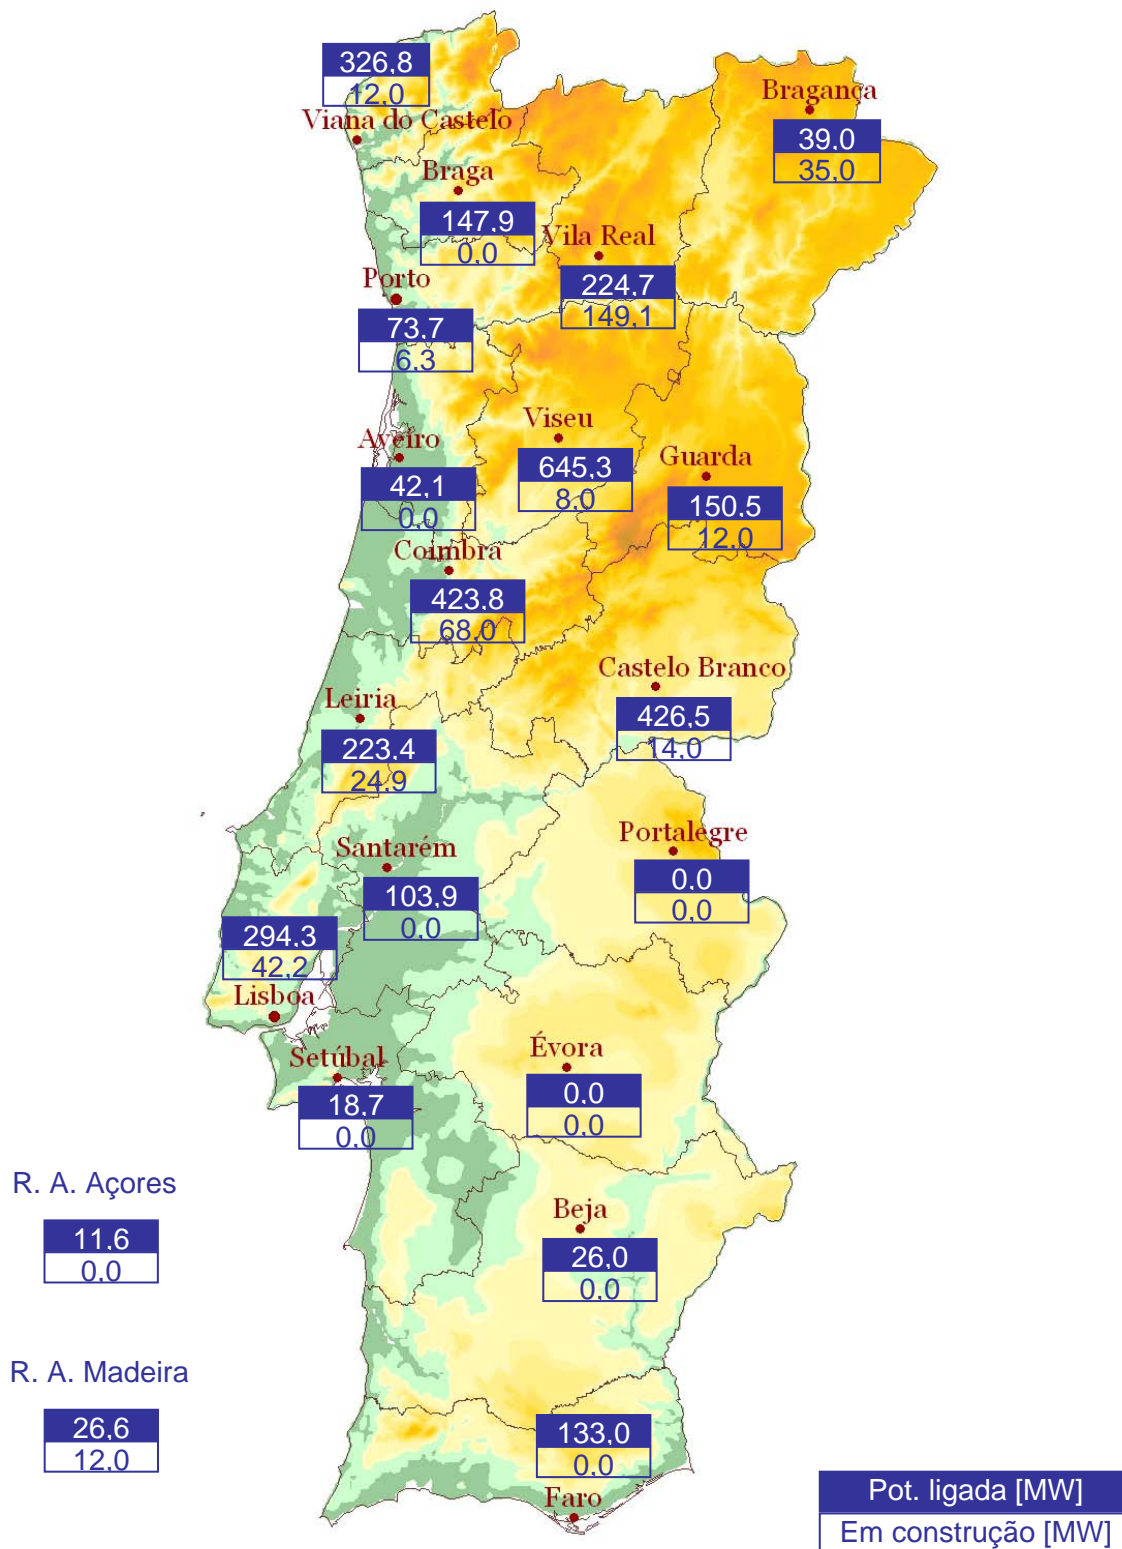 326,8
12,0
Viana do Castelo
Bragança
39,0
35,0
Braga
147,9
0,0
Vila Real
224,7
149,1
Porto
73,7
6,3
Aveiro
42,1
0,0
Viseu
645,3
8,0
Guarda
150,5
12,0
Coimbra
423,8
68,0
Castelo Branco
426,5
14,0
Leiria
223,4
24,9
Portalegre
0,0
0,0
Santarém
103,9
0,0
294,3
42,2
Lisboa
Setúbal
18,7
0,0
Évora
0,0
0,0
R. A. Açores
11,6
0,0
Beja
26,0
0,0
R. A. Madeira
26,6
12,0
133,0
0,0
Faro
Pot. ligada [MW]
Em construção [MW]